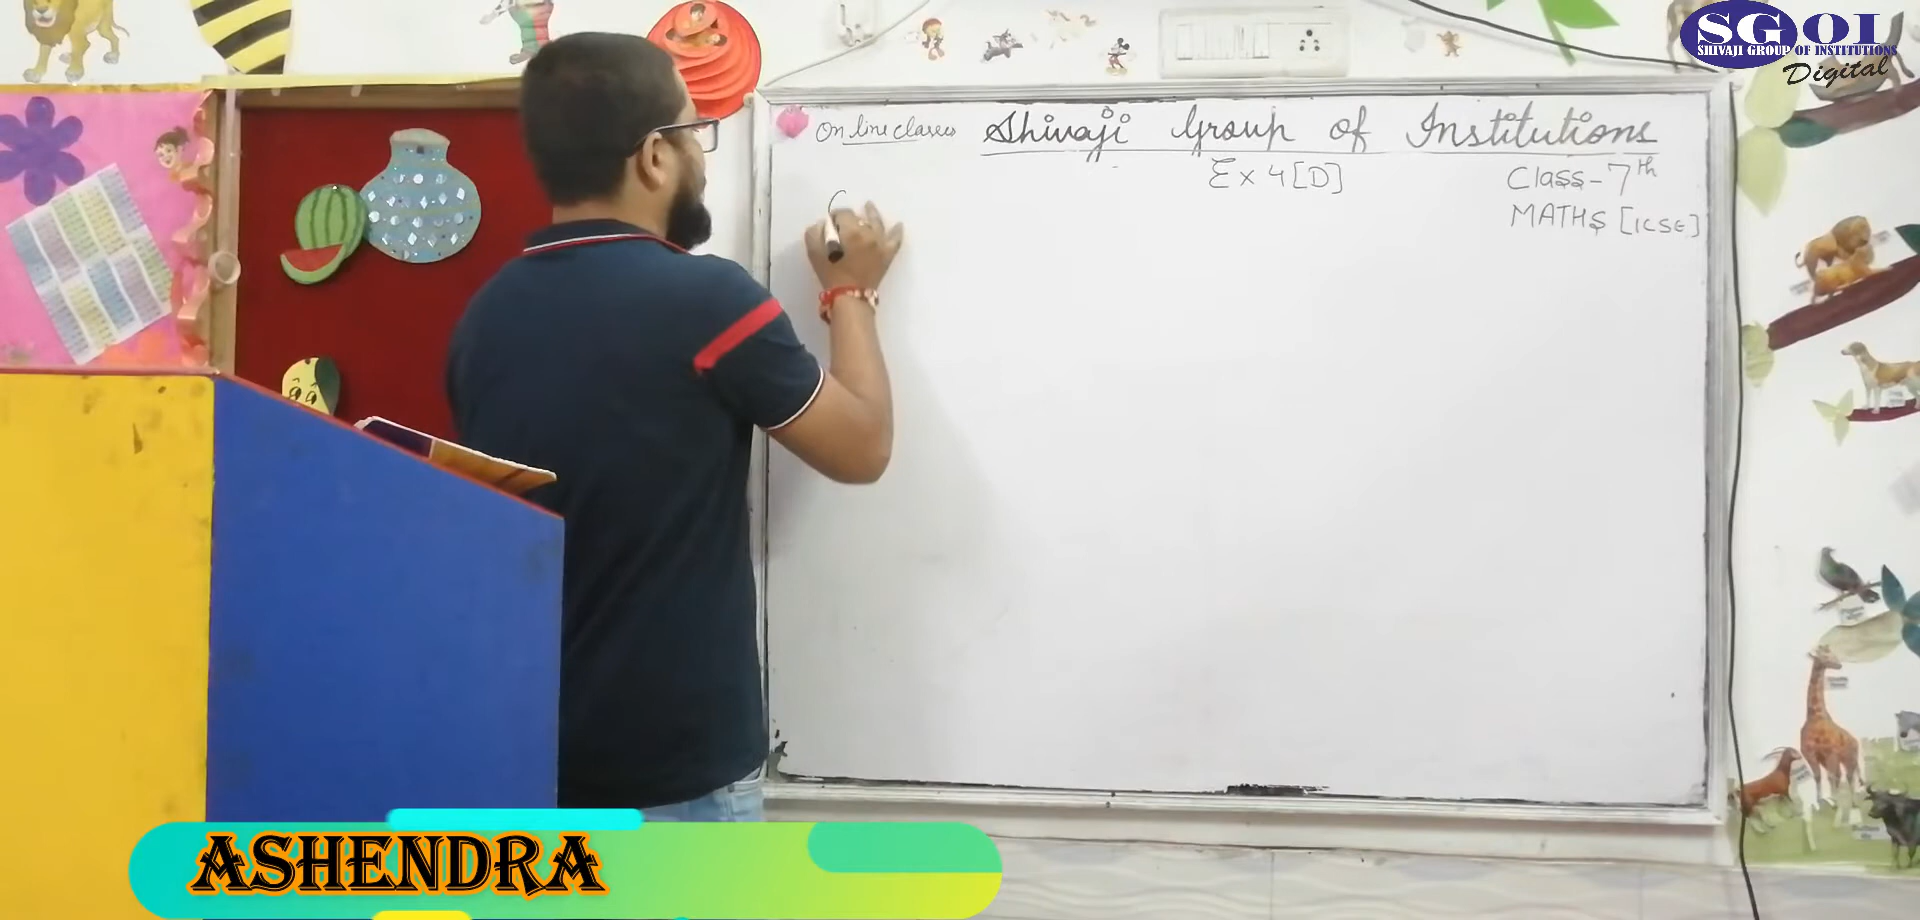 SGOI
SHIVAJI GROUP OF INSTITUTIONS
Digital
Online classes Shivaji Group of Institutions
Ex 4[D]
Class-7th
MATHS [ICSE]
ASHENDRA